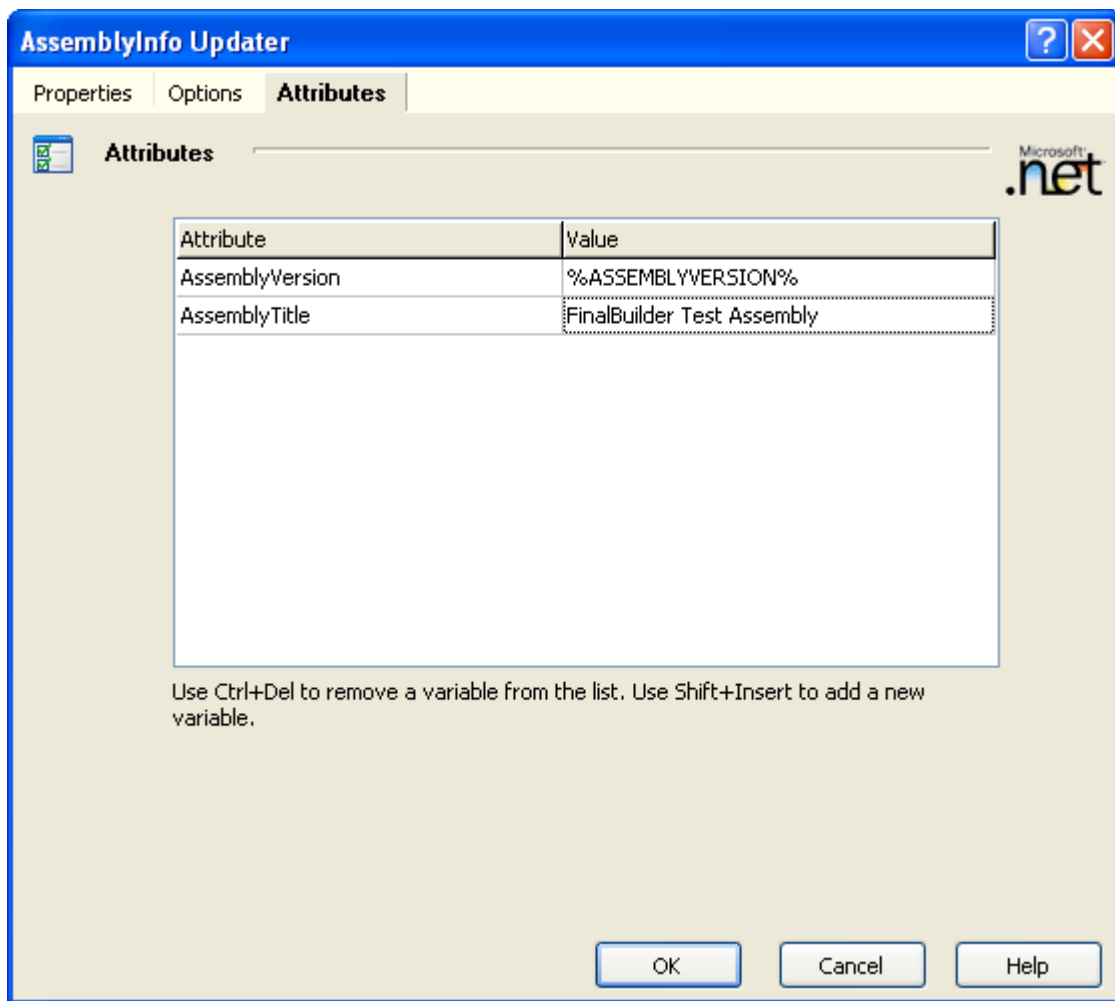 AssemblyInfo Updater
?
Properties Options Attributes
Attributes
Microsoft
.net
Attribute Value
AssemblyVersion %ASSEMBLYVERSION%
AssemblyTitle FinalBuilder Test Assembly
Use Ctrl+Del to remove a variable from the list. Use Shift+Insert to add a new
variable.
OK Cancel Help